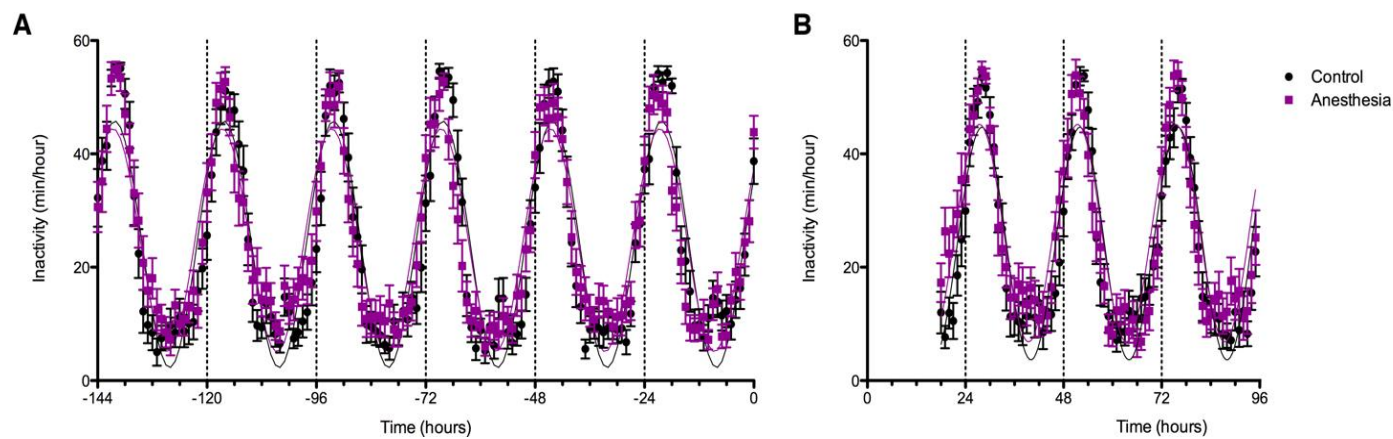 A
B
60
40
20
0
Inactivity (min/hour)
-144
-120
-96
-72
-48
-24
0
Time (hours)
60
40
20
0
Inactivity (min/hour)
0
24
48
72
96
Time (hours)
Control
Anesthesia